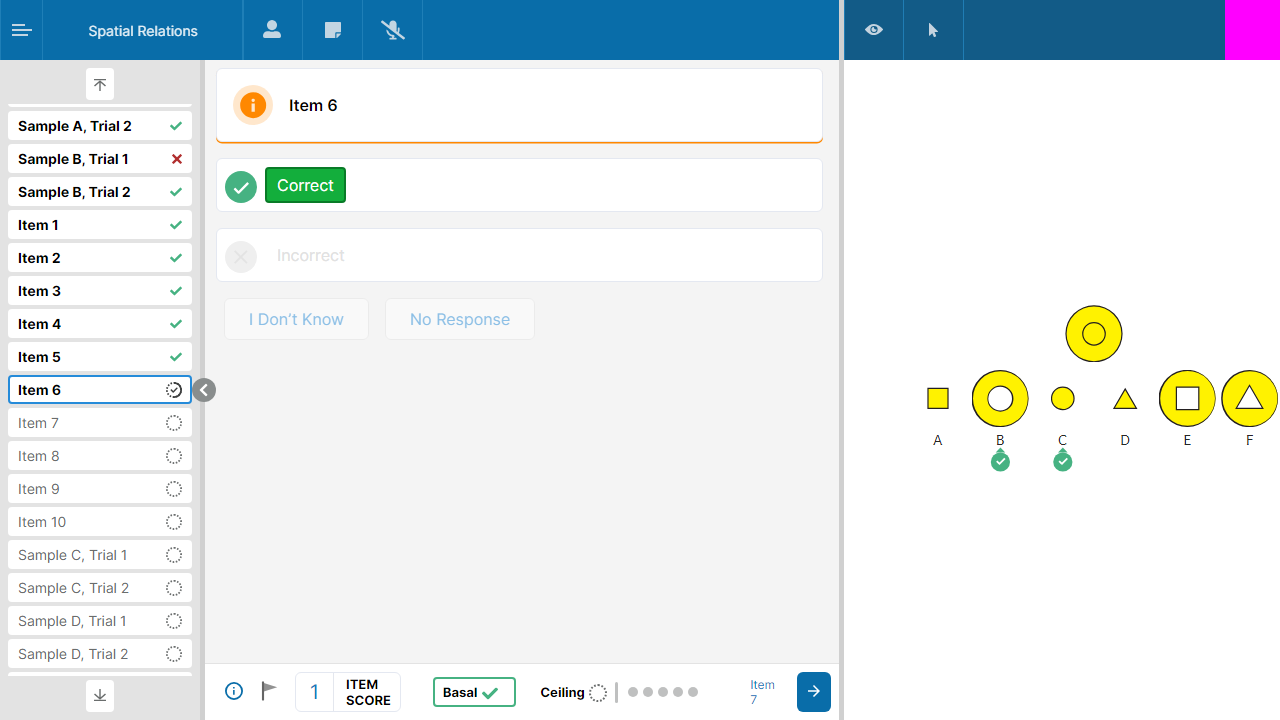 Spatial Relations
Sample A, Trial 2
Sample B, Trial 1
Sample B, Trial 2
Item 1
Item 2
Item 3
Item 4
Item 5
Item 6
Item 7
Item 8
Item 9
Item 10
Sample C, Trial 1
Sample C, Trial 2
Sample D, Trial 1
Sample D, Trial 2
Item 6
Correct
Incorrect
I Don't Know
No Response
1
ITEM
SCORE
Basal
Ceiling
Item
7
A B C D E F